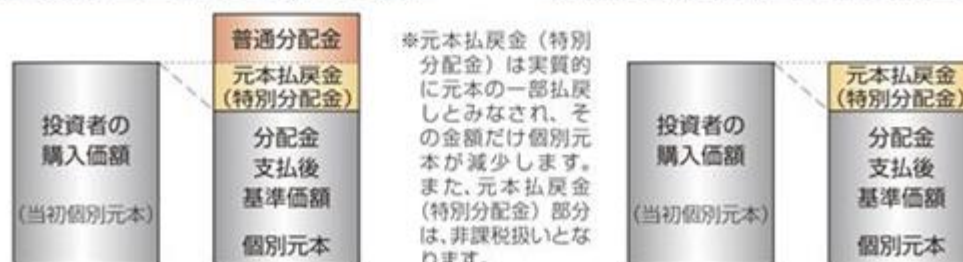 普通分配金
元本払戻金
(特別分配金)
投資者の
購入価額
(当初個別元本)
分配金
支払後
基準価額
個別元本
※元本払戻金(特別
分配金)は実質的
に元本の一部払戻
しとみなされ、そ
の金額だけ個別元
本が減少します。
また、元本払戻金
(特別分配金)部分
は、非課税扱いとな
ります。
投資者の
購入価額
(当初個別元本)
元本払戻金
(特別分配金)
分配金
支払後
基準価額
個別元本